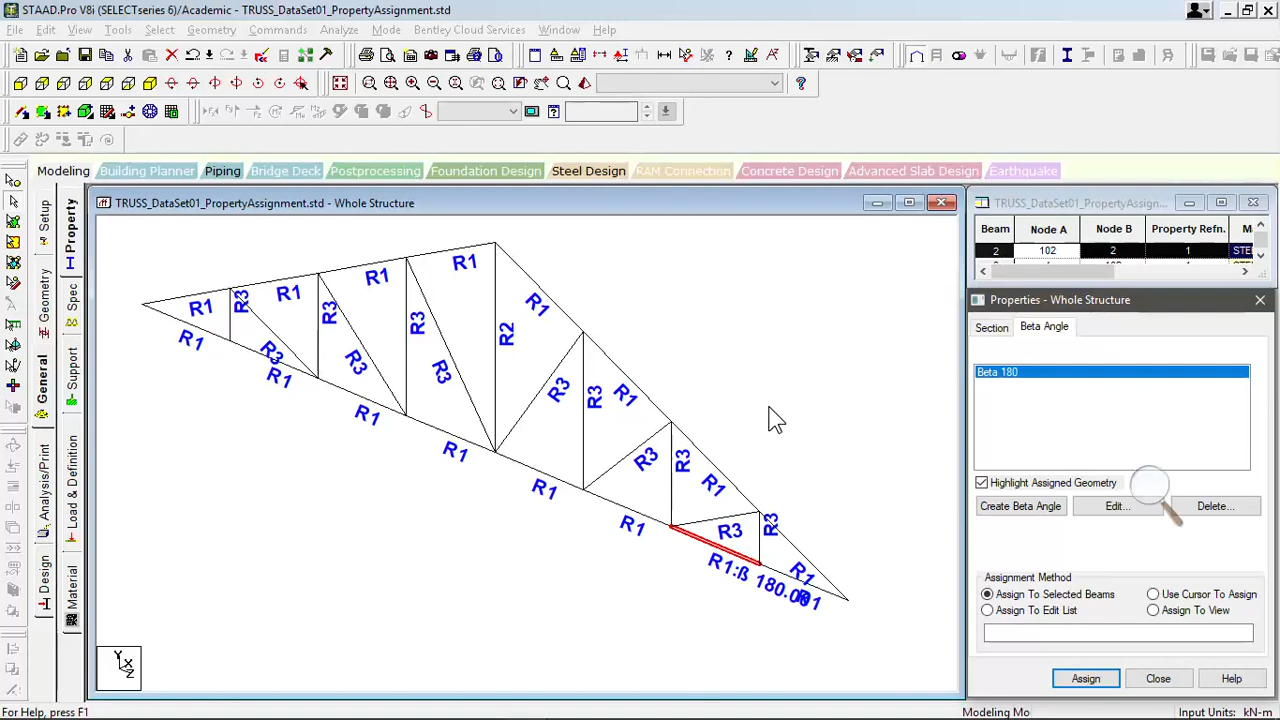 STAAD.Pro V8i (SELECTseries 6)/Academic - TRUSS_DataSet01_PropertyAssignment.std
File Edit View Tools Select Geometry Commands Analyze Mode Bentley Cloud Services Window Help
Modeling Building Planner Piping Bridge Deck Postprocessing Foundation Design Steel Design RAM Connection Concrete Design Advanced Slab Design Earthquake
Setup
Geometry
General
Analysis/Print
Design
Property
Spec
Support
Load & Definition
Material
TRUSS_DataSet01_PropertyAssignment.std - Whole Structure
R1
R1
R1
R1
R3
R3
R3
R2
R1
R1
R3
R3
R3
R1
R1
R3
R3
R1
R1
R3
R3
R1
R1
R3
R3
R1
R1
R1:ß 180.00
R1
TRUSS_DataSet01_PropertyAssign...
Beam Node A Node B Property Refn.
2 102 2 1
Properties - Whole Structure
Section Beta Angle
Beta 180
Highlight Assigned Geometry
Create Beta Angle Edit... Delete...
Assignment Method
Assign To Selected Beams Use Cursor To Assign
Assign To Edit List Assign To View
Assign Close Help
Y
X
Z
For Help, press F1 Modeling Mo Input Units: kN-m